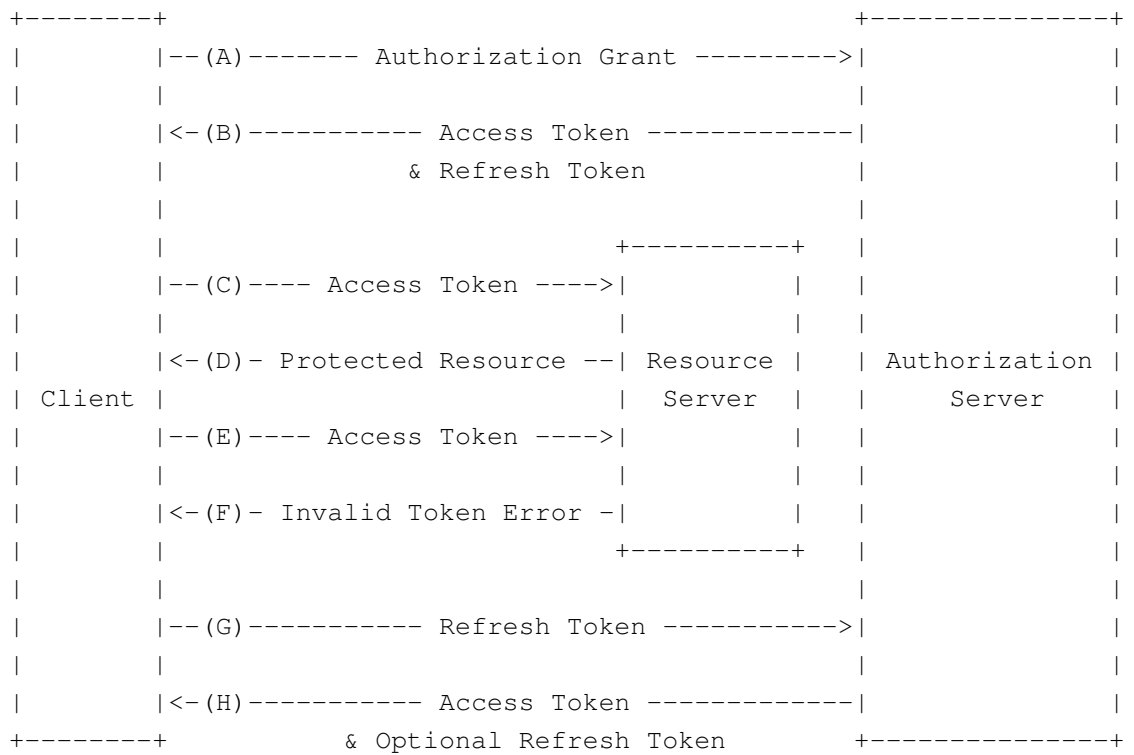 +--------+                                           +---------------+
|        |--(A)------- Authorization Grant --------->|               |
|        |                                           |               |
|        |<-(B)----------- Access Token -------------|               |
|        |               & Refresh Token             |               |
|        |                                           |               |
|        |                            +----------+   |               |
|        |--(C)---- Access Token ---->|          |   |               |
|        |                            |          |   |               |
|        |<-(D)- Protected Resource --| Resource |   | Authorization |
| Client |                            |  Server  |   |     Server    |
|        |--(E)---- Access Token ---->|          |   |               |
|        |                            |          |   |               |
|        |<-(F)- Invalid Token Error -|          |   |               |
|        |                            +----------+   |               |
|        |                                           |               |
|        |--(G)----------- Refresh Token ----------->|               |
|        |                                           |               |
|        |<-(H)----------- Access Token -------------|               |
+--------+           & Optional Refresh Token        +---------------+